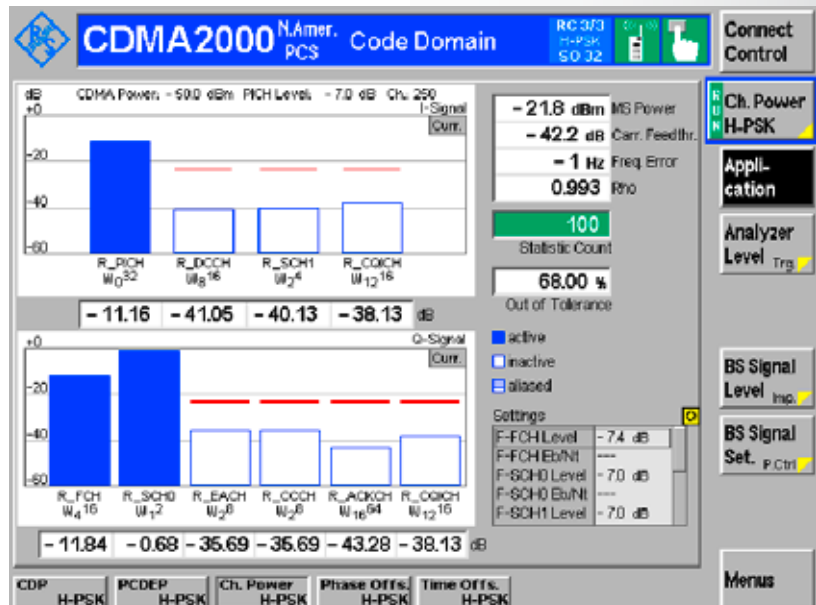 CDMA2000 N.Amer. PCS Code Domain
RC 3/3
H-PSK
SO 32
Connect Control
dB CDMA Power: - 50.0 dBm PICH Level: - 7.0 dB Ch.: 250
+0 I-Signal
Curr.
-20
-40
-60
R_PICH R_DCCH R_SCH1 R_CQICH
W0 32 W8 16 W2 4 W12 16
- 11.16 - 41.05 - 40.13 - 38.13 dB
+0 Q-Signal
Curr.
-20
-40
-60
R_FCH R_SCH0 R_EACH R_CCCH R_ACKCH R_CQICH
W4 16 W1 2 W2 8 W2 8 W16 64 W12 16
- 11.84 - 0.68 - 35.69 - 35.69 - 43.28 - 38.13 dB
- 21.8 dBm MS Power
- 42.2 dB Carr. Feedthr.
- 1 Hz Freq. Error
0.993 Rho
100
Statistic Count
68.00 %
Out of Tolerance
active
inactive
aliased
Settings
F-FCH Level - 7.4 dB
F-FCH Eb/Nt ---
F-SCH0 Level - 7.0 dB
F-SCH0 Eb/Nt ---
F-SCH1 Level - 7.0 dB
RUN
Ch. Power H-PSK
Appli-
cation
Analyzer
Level Trg.
BS Signal
Level Imp.
BS Signal
Set. P.Ctrl
Menus
CDP H-PSK
PCDEP H-PSK
Ch. Power H-PSK
Phase Offs. H-PSK
Time Offs. H-PSK